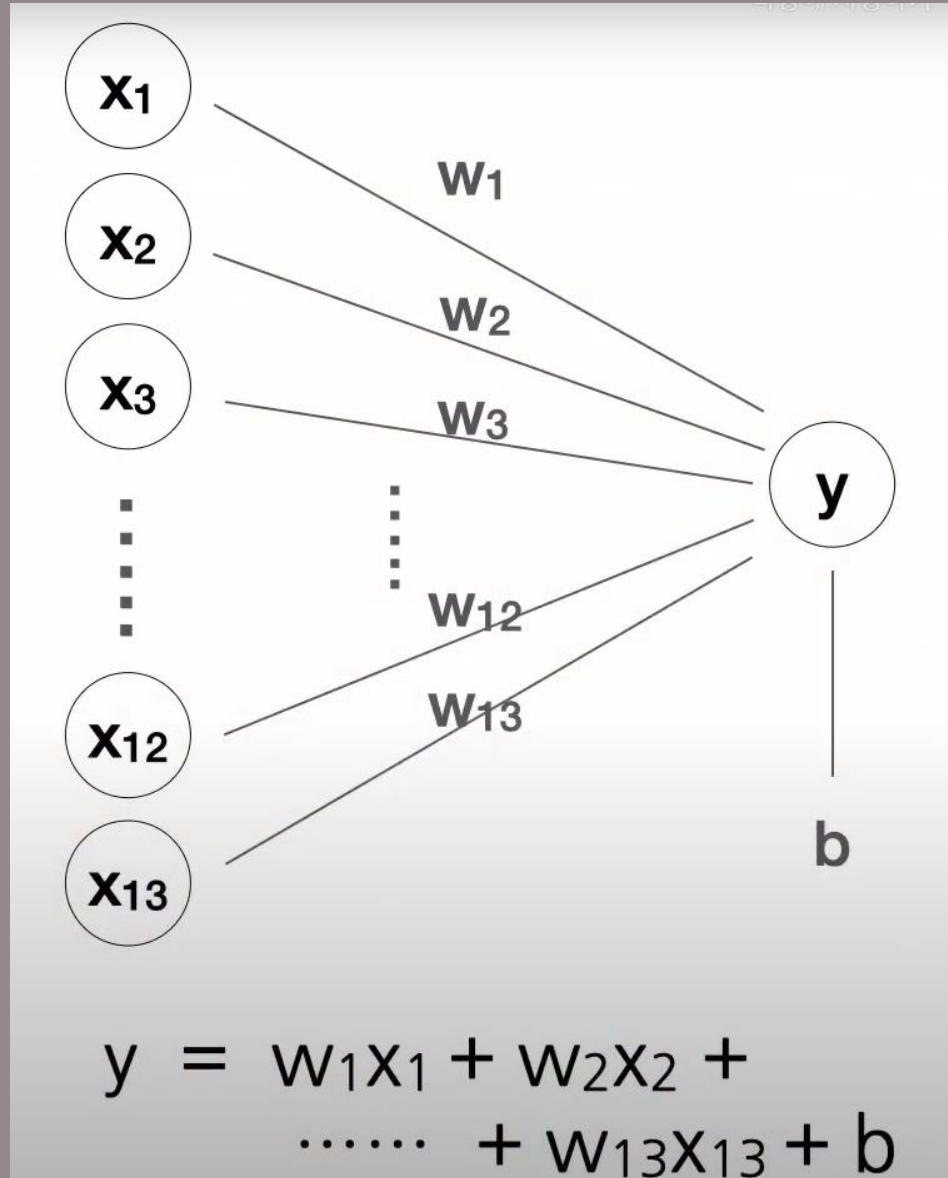 x₁
w₁
x₂
w₂
x₃
w₃
y
w₁₂
x₁₂
w₁₃
b
x₁₃
y = w₁x₁ + w₂x₂ +
...... + w₁₃x₁₃ + b